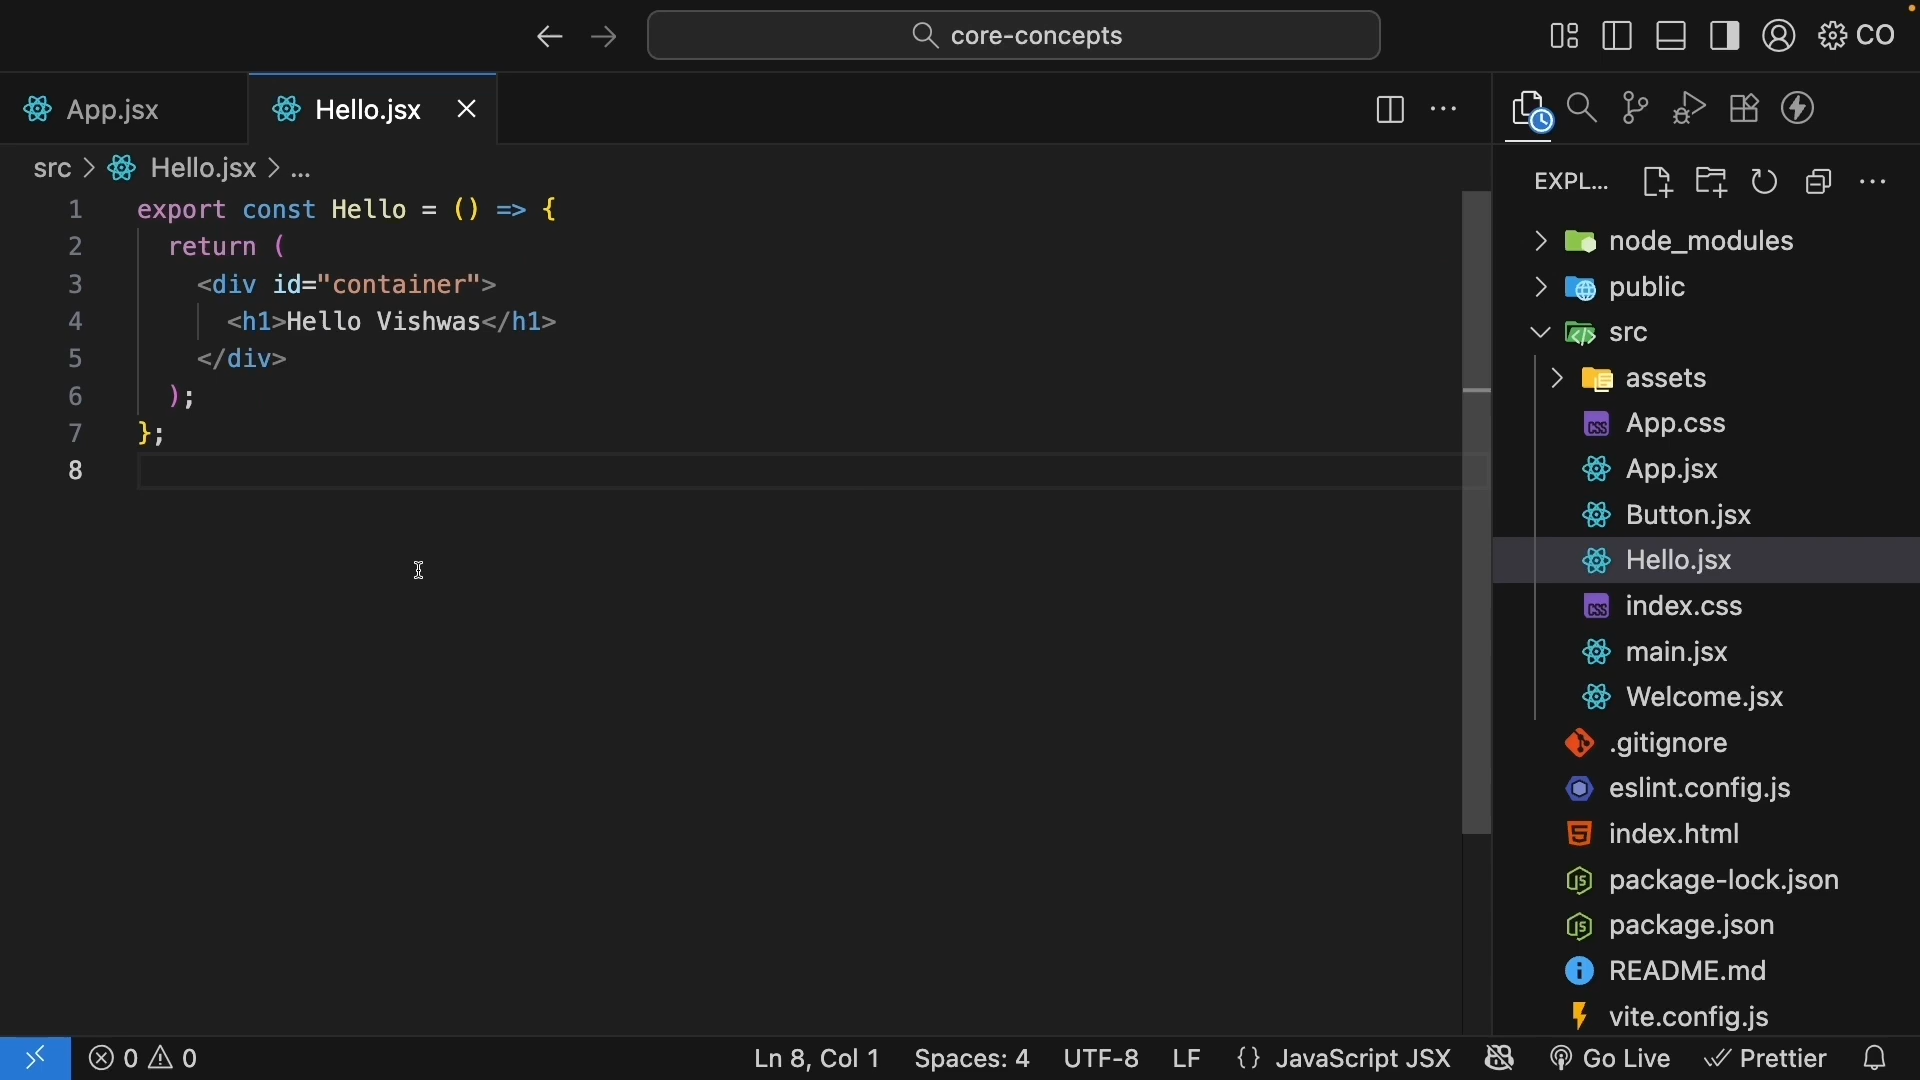 core-concepts
CO
App.jsx
Hello.jsx
src > Hello.jsx > ...
1 export const Hello = () => {
2 return (
3 <div id="container">
4 <h1>Hello Vishwas</h1>
5 </div>
6 );
7 };
8
EXPL...
node_modules
public
src
assets
App.css
App.jsx
Button.jsx
Hello.jsx
index.css
main.jsx
Welcome.jsx
.gitignore
eslint.config.js
index.html
package-lock.json
package.json
README.md
vite.config.js
0 0 Ln 8, Col 1 Spaces: 4 UTF-8 LF {} JavaScript JSX Go Live Prettier